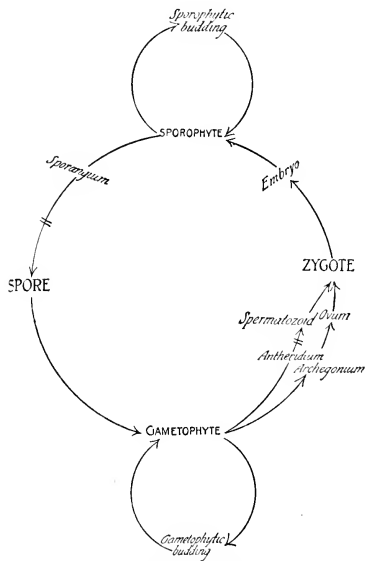 Sporophytic
budding
SPOROPHYTE
Sporangium
Embryo
ZYGOTE
SPORE
Spermatozoid
Ovum
Antheridium
Archegonium
GAMETOPHYTE
Gametophytic
budding